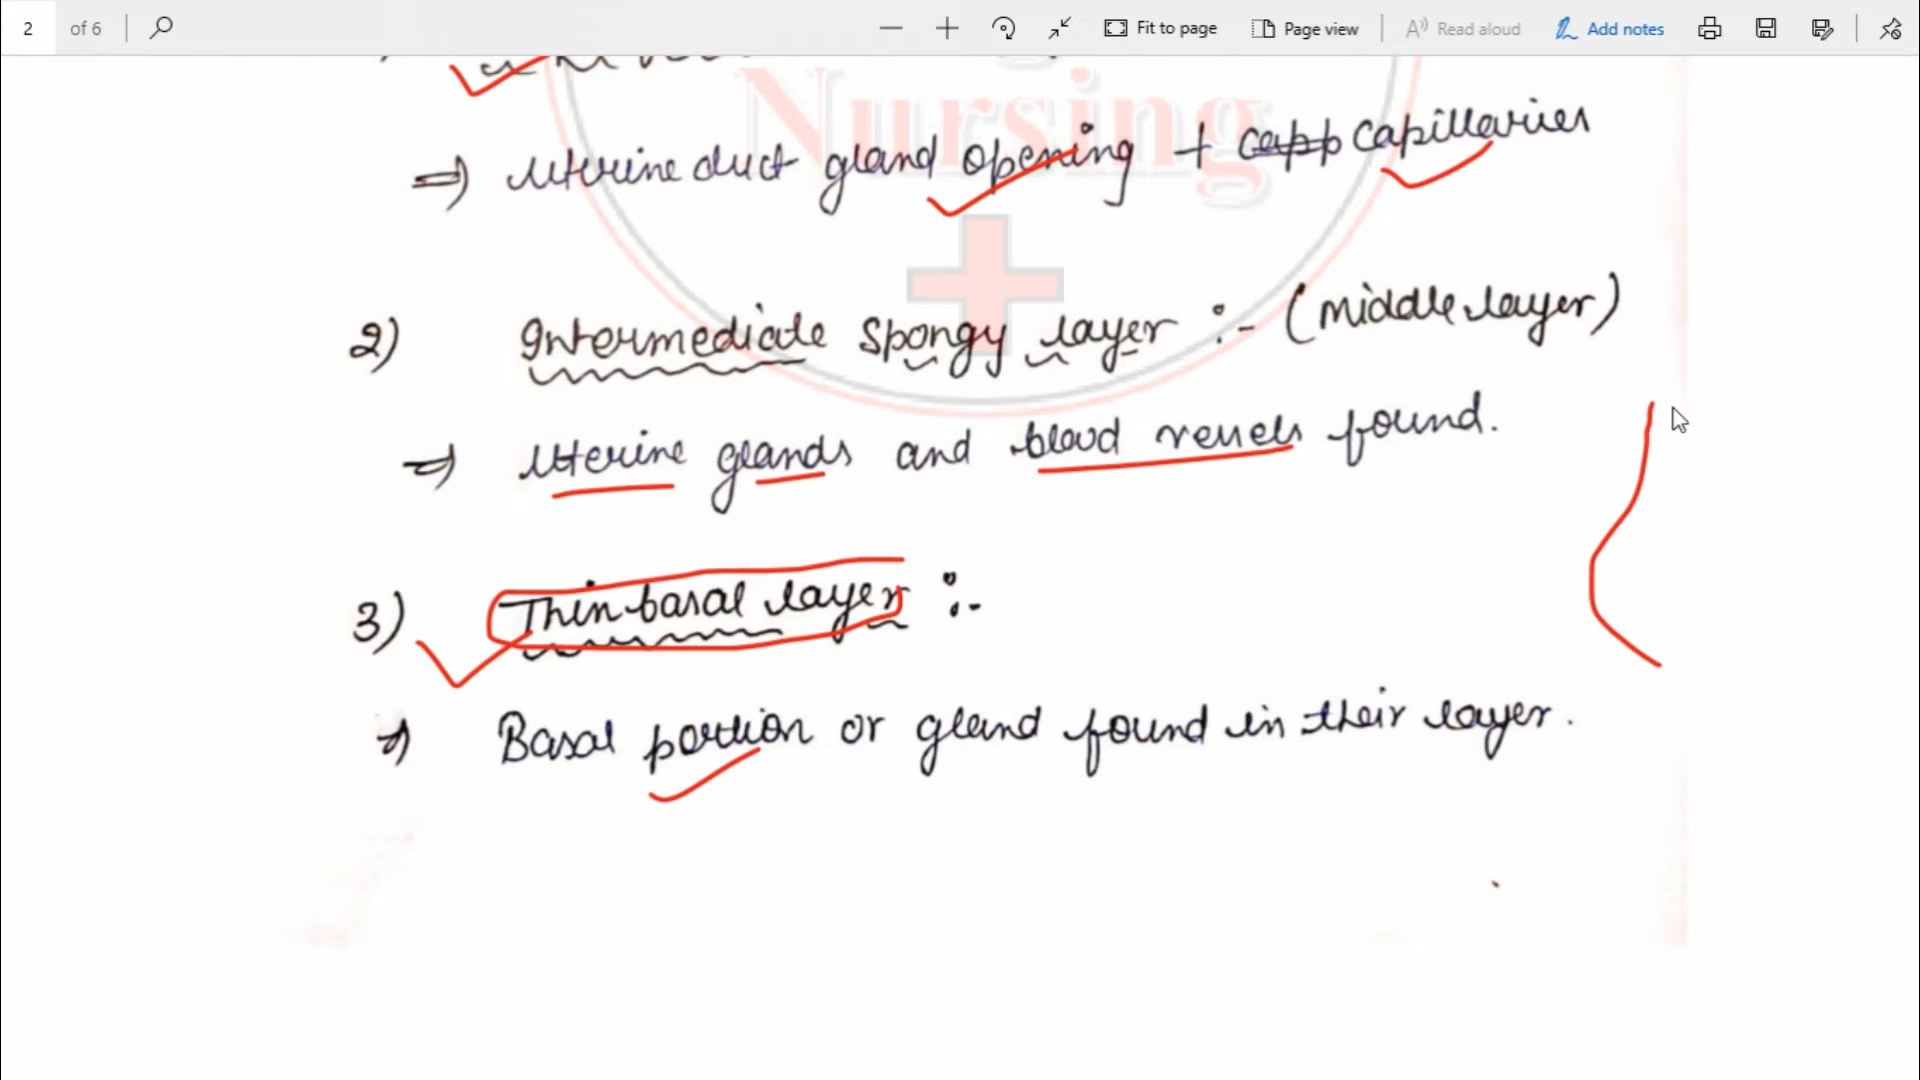 2 of 6 Fit to page Page view Read aloud Add notes
Nursing
⇒ Uterine duct gland opening + capp capillaries
2) Intermediate Spongy layer :- (middle layer)
⇒ Uterine glands and blood vessels found.
3) Thin basal layer :-
⇒ Basal portion or gland found in their layer.